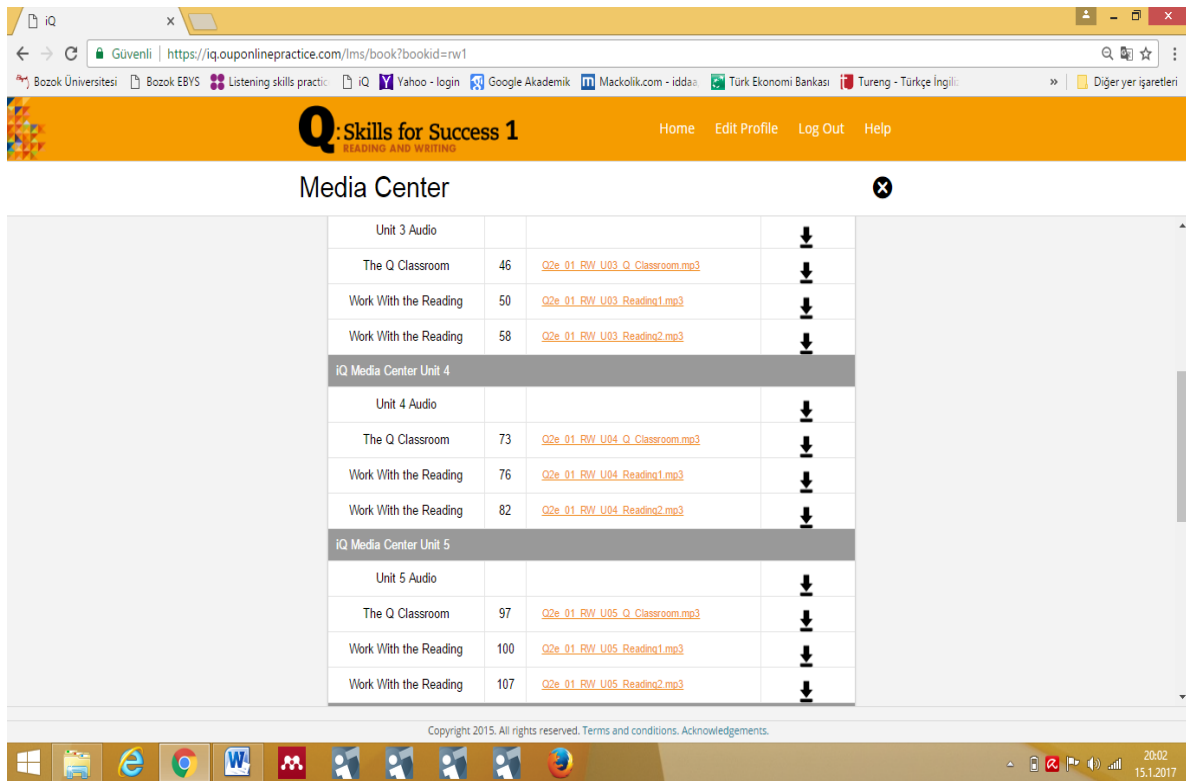 iQ
Güvenli https://iq.ouponlinepractice.com/lms/book?bookid=rw1
Bozok Üniversitesi Bozok EBYS Listening skills practic iQ Yahoo - login Google Akademik Mackolik.com - iddaa Türk Ekonomi Bankası Tureng - Türkçe İngiliz » Diğer yer işaretleri
Q: Skills for Success 1 Home Edit Profile Log Out Help
READING AND WRITING
Media Center
Unit 3 Audio
The Q Classroom 46 Q2e_01_RW_U03_Q_Classroom.mp3
Work With the Reading 50 Q2e_01_RW_U03_Reading1.mp3
Work With the Reading 58 Q2e_01_RW_U03_Reading2.mp3
iQ Media Center Unit 4
Unit 4 Audio
The Q Classroom 73 Q2e_01_RW_U04_Q_Classroom.mp3
Work With the Reading 76 Q2e_01_RW_U04_Reading1.mp3
Work With the Reading 82 Q2e_01_RW_U04_Reading2.mp3
iQ Media Center Unit 5
Unit 5 Audio
The Q Classroom 97 Q2e_01_RW_U05_Q_Classroom.mp3
Work With the Reading 100 Q2e_01_RW_U05_Reading1.mp3
Work With the Reading 107 Q2e_01_RW_U05_Reading2.mp3
Copyright 2015. All rights reserved. Terms and conditions. Acknowledgements.
20:02
15.1.2017